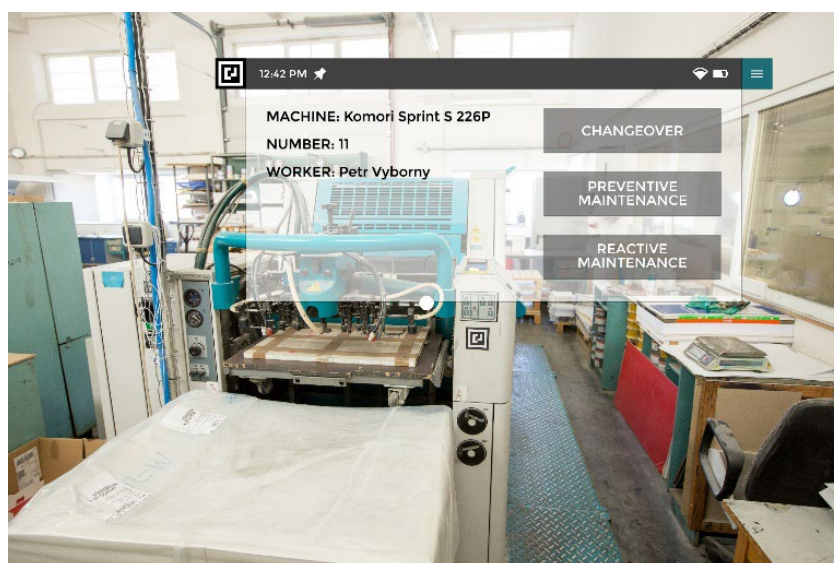 12:42 PM
MACHINE: Komori Sprint S 226P
NUMBER: 11
WORKER: Petr Vyborny
CHANGEOVER
PREVENTIVE
MAINTENANCE
REACTIVE
MAINTENANCE